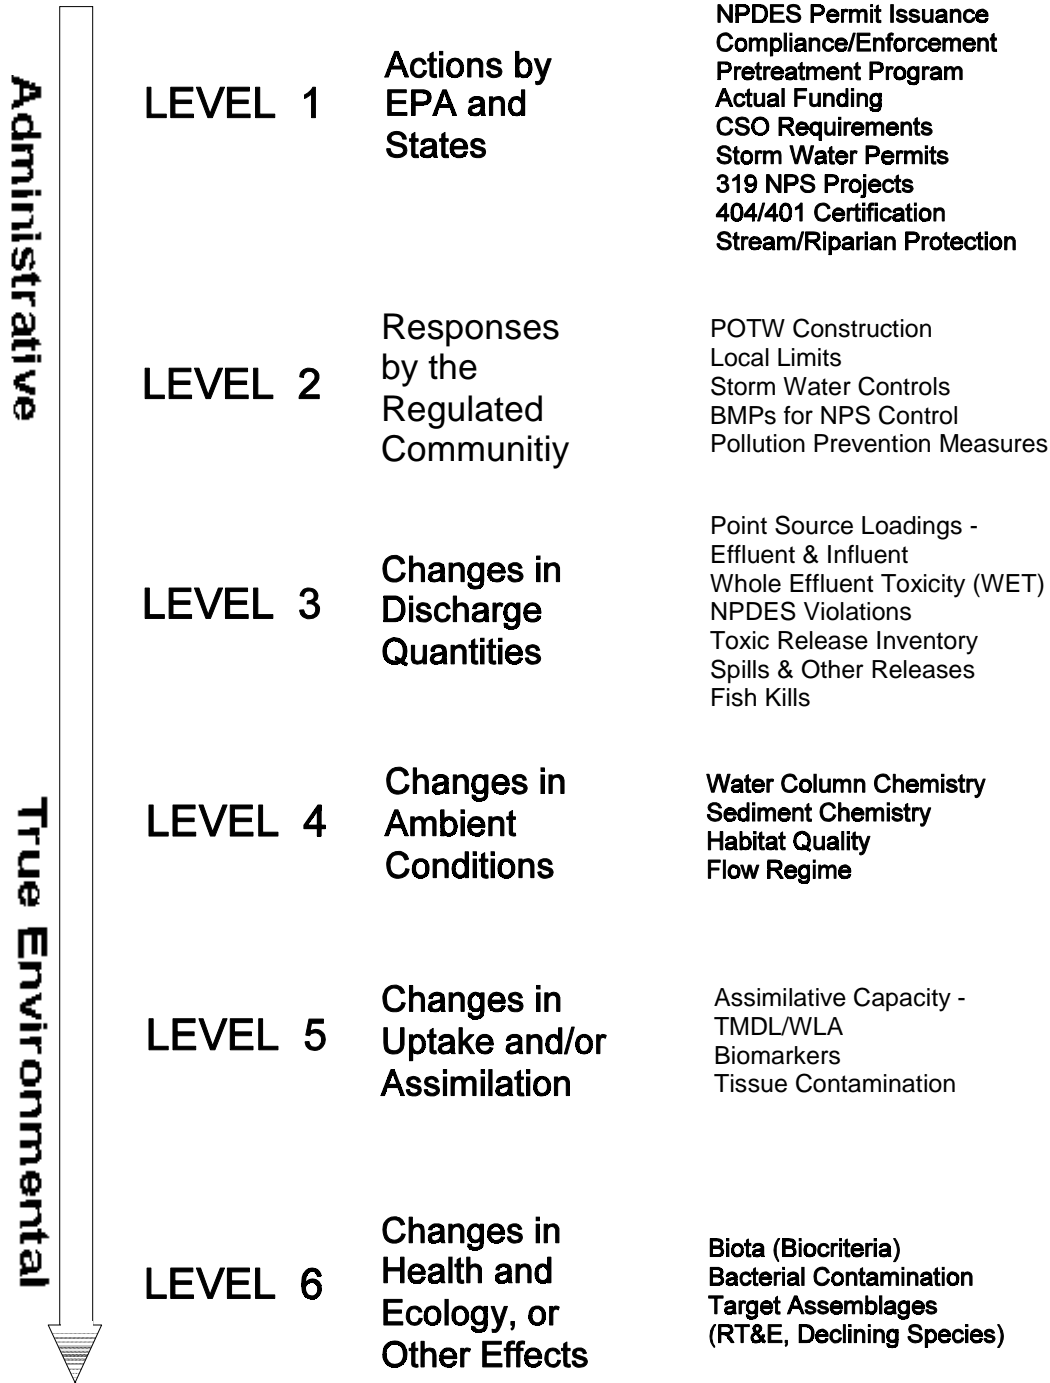 Administrative
True Environmental
LEVEL 1
Actions by
EPA and
States
NPDES Permit Issuance
Compliance/Enforcement
Pretreatment Program
Actual Funding
CSO Requirements
Storm Water Permits
319 NPS Projects
404/401 Certification
Stream/Riparian Protection
LEVEL 2
Responses
by the
Regulated
Communitiy
POTW Construction
Local Limits
Storm Water Controls
BMPs for NPS Control
Pollution Prevention Measures
LEVEL 3
Changes in
Discharge
Quantities
Point Source Loadings -
Effluent & Influent
Whole Effluent Toxicity (WET)
NPDES Violations
Toxic Release Inventory
Spills & Other Releases
Fish Kills
LEVEL 4
Changes in
Ambient
Conditions
Water Column Chemistry
Sediment Chemistry
Habitat Quality
Flow Regime
LEVEL 5
Changes in
Uptake and/or
Assimilation
Assimilative Capacity -
TMDL/WLA
Biomarkers
Tissue Contamination
LEVEL 6
Changes in
Health and
Ecology, or
Other Effects
Biota (Biocriteria)
Bacterial Contamination
Target Assemblages
(RT&E, Declining Species)